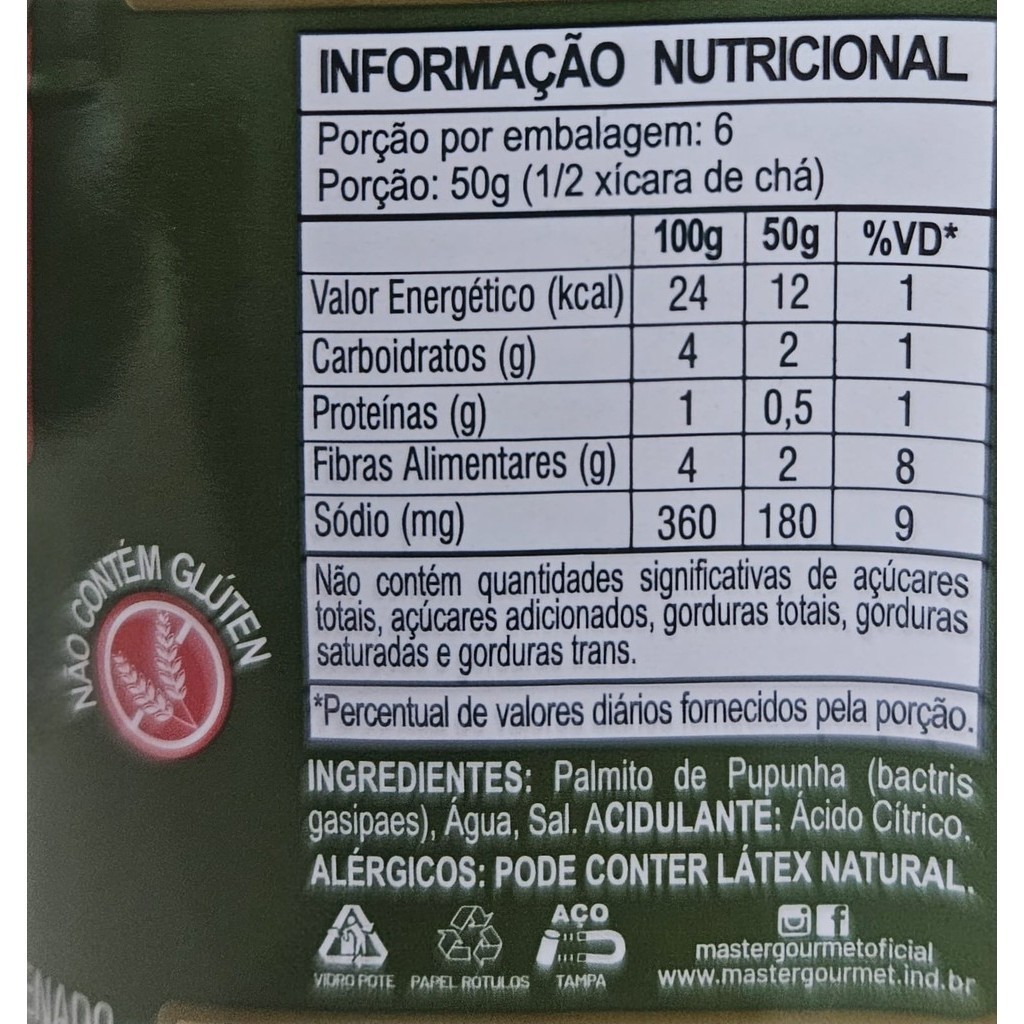 INFORMAÇÃO NUTRICIONAL
Porção por embalagem: 6
Porção: 50g (1/2 xícara de chá)
100g 50g %VD*
Valor Energético (kcal) 24 12 1
Carboidratos (g) 4 2 1
Proteínas (g) 1 0,5 1
Fibras Alimentares (g) 4 2 8
Sódio (mg) 360 180 9
Não contém quantidades significativas de açúcares
totais, açúcares adicionados, gorduras totais, gorduras
saturadas e gorduras trans.
*Percentual de valores diários fornecidos pela porção.
INGREDIENTES: Palmito de Pupunha (bactris
gasipaes), Água, Sal. ACIDULANTE: Ácido Cítrico.
ALÉRGICOS: PODE CONTER LÁTEX NATURAL.
NÃO CONTÉM GLÚTEN
AÇO
VIDRO POTE PAPEL RÓTULOS TAMPA
mastergourmetoficial
www.mastergourmet.ind.br